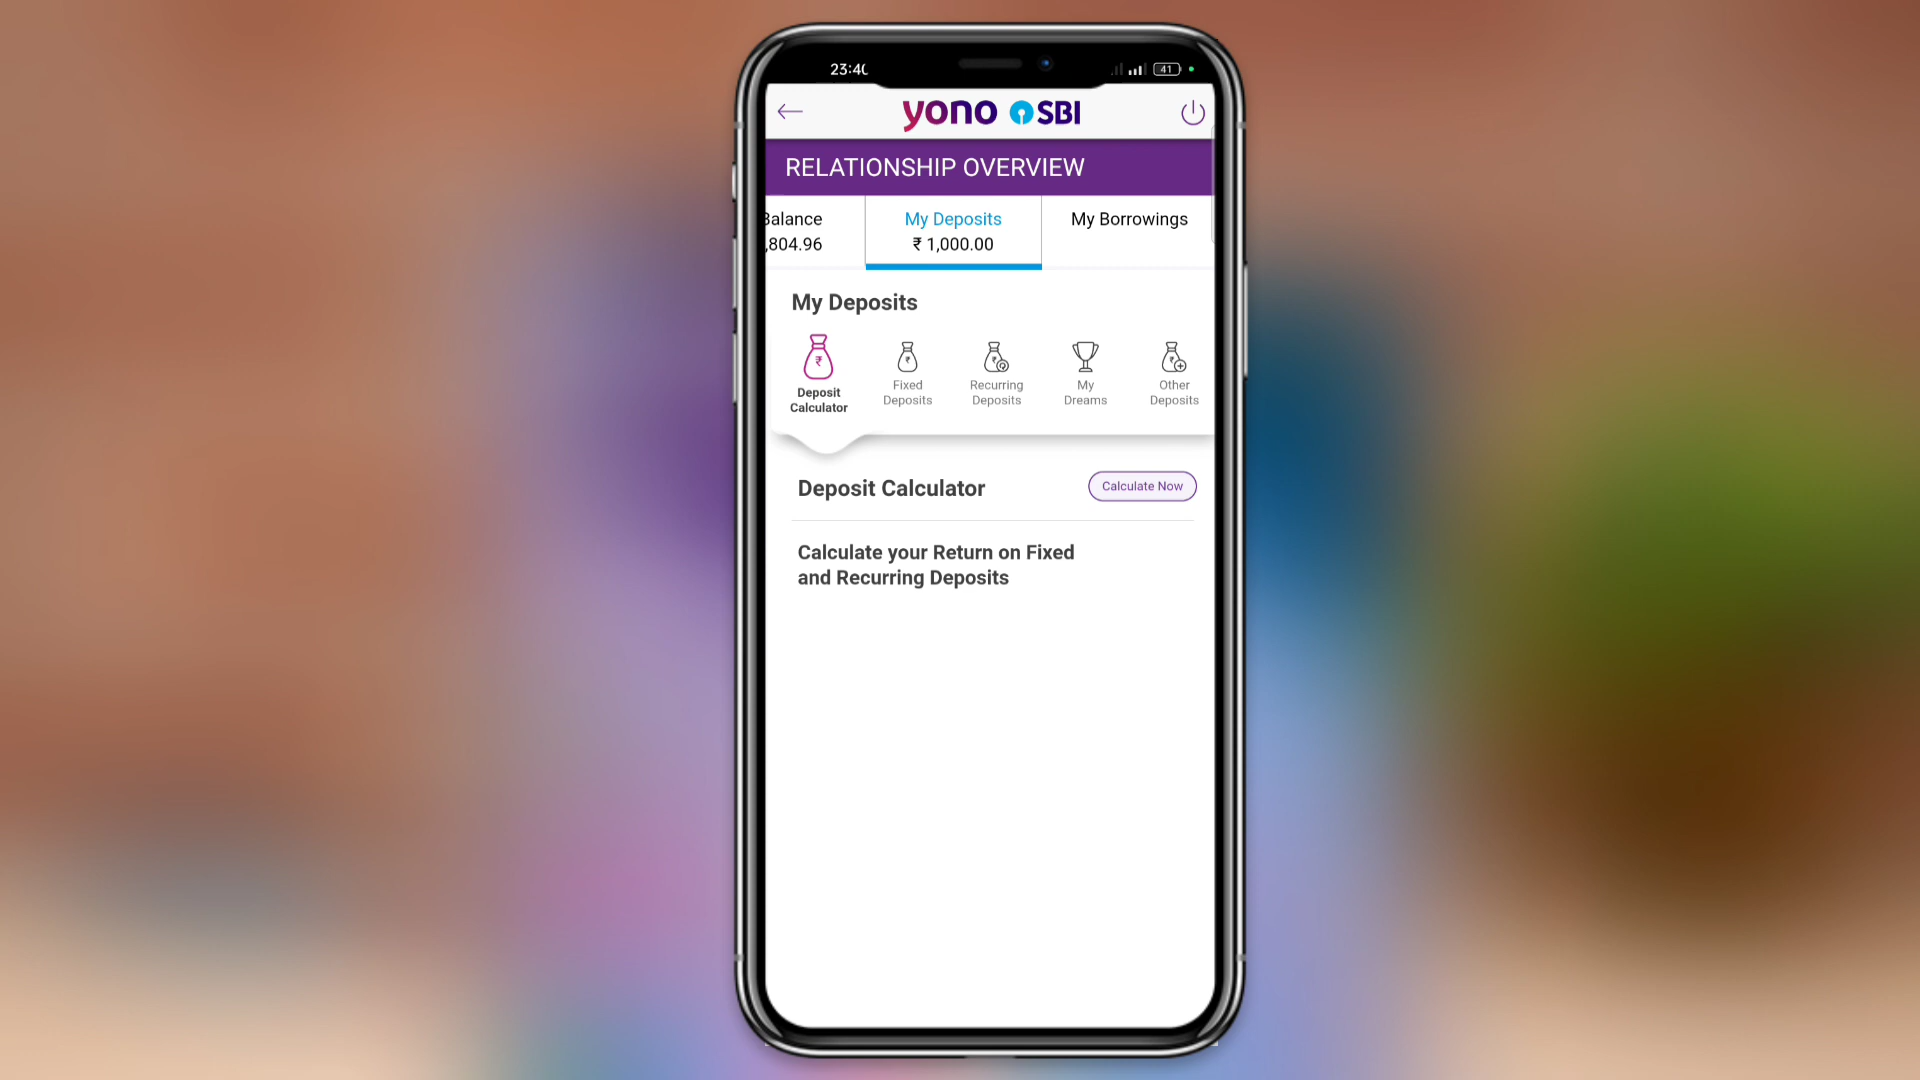 23:4
41
yono SBI
RELATIONSHIP OVERVIEW
Balance
My Deposits
My Borrowings
,804.96
₹ 1,000.00
My Deposits
Deposit
Calculator
Fixed
Deposits
Recurring
Deposits
My
Dreams
Other
Deposits
Deposit Calculator
Calculate Now
Calculate your Return on Fixed
and Recurring Deposits